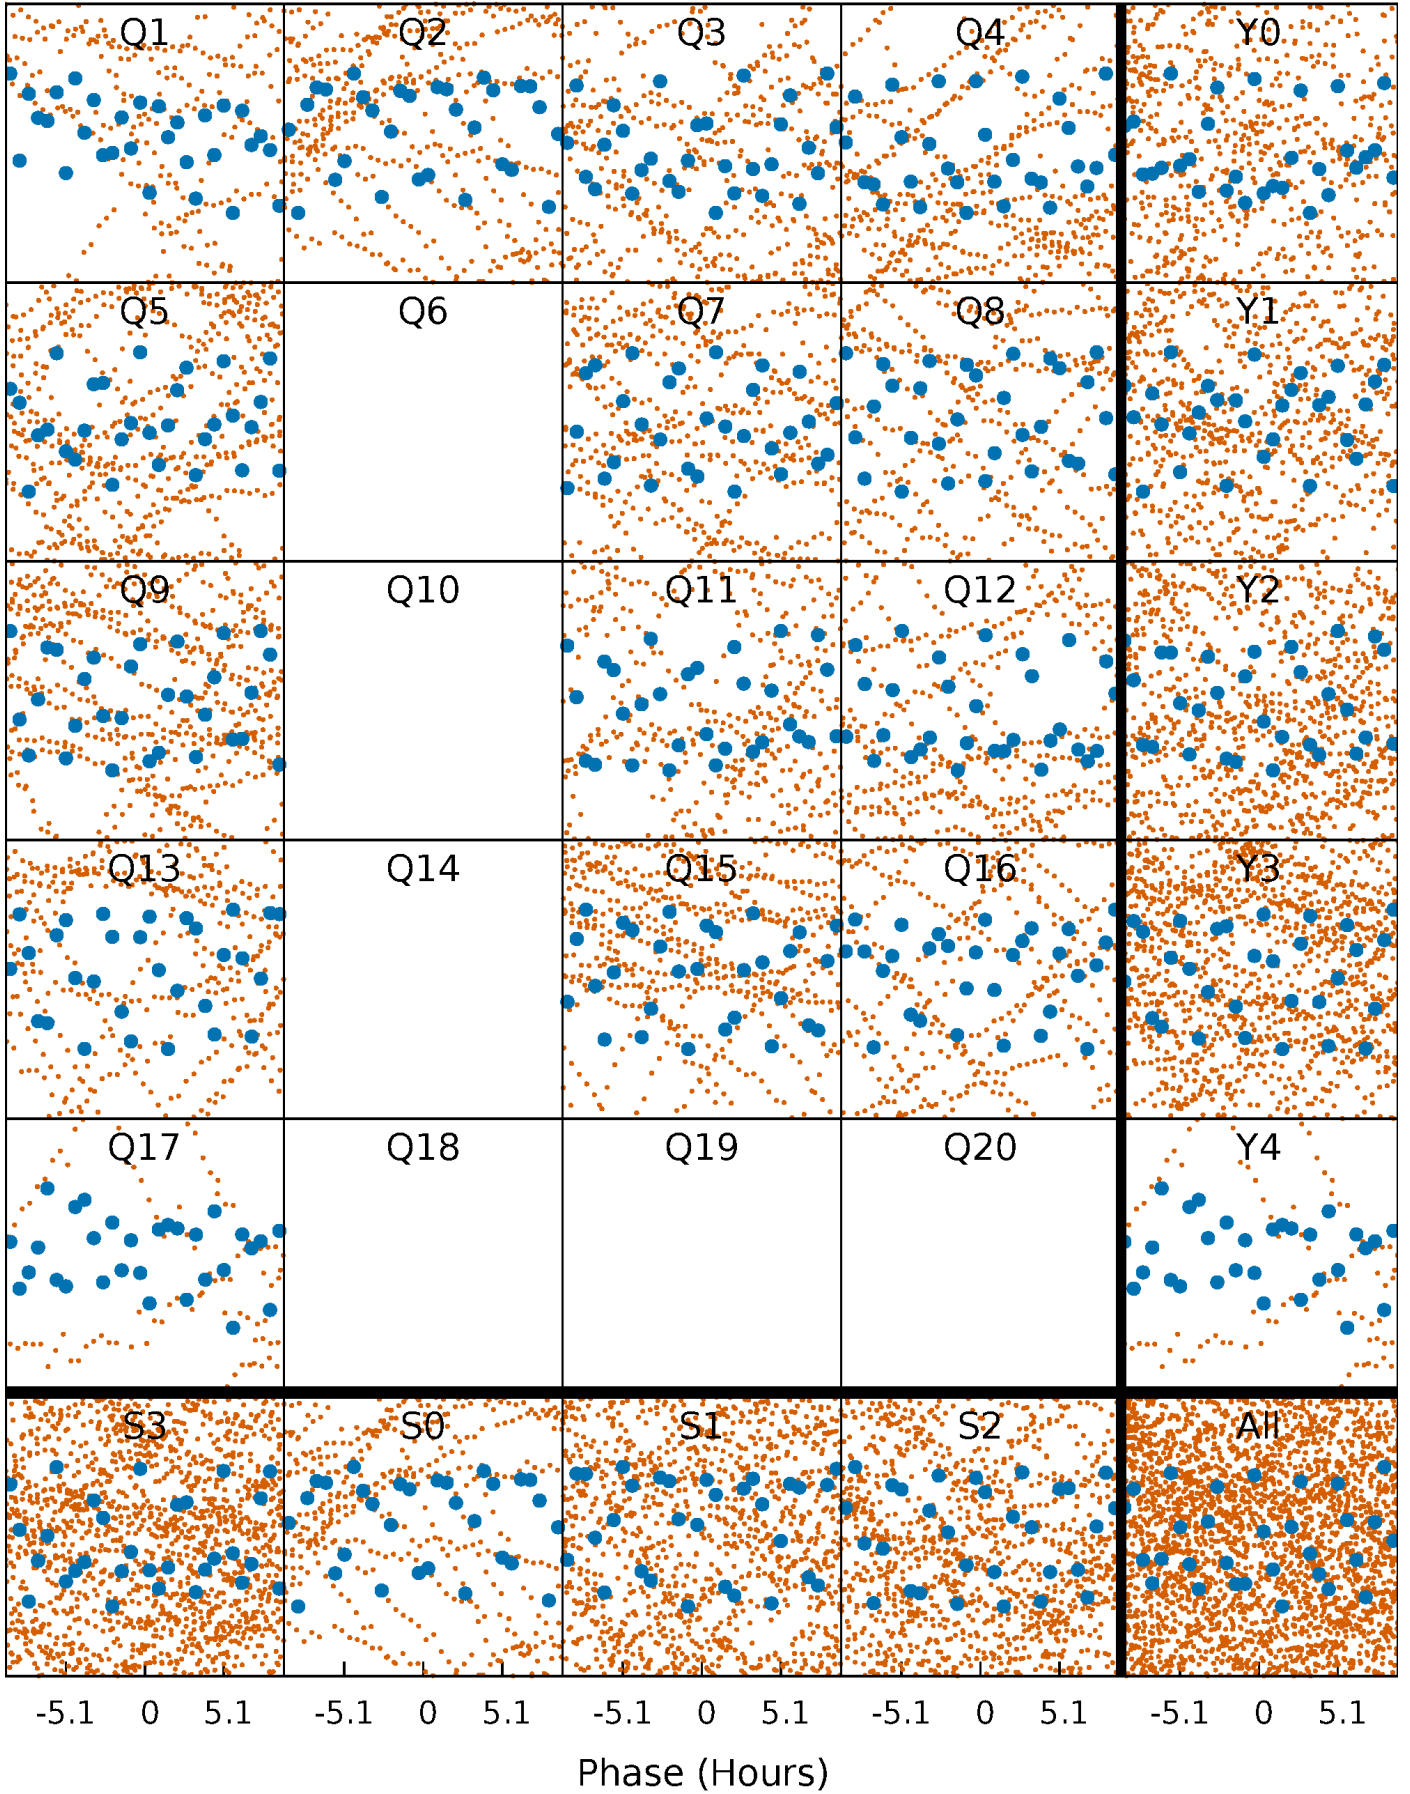 Q1 Q2 Q3 Q4 Y0
Q5 Q6 Q7 Q8 Y1
Q9 Q10 Q11 Q12 Y2
Q13 Q14 Q15 Q16 Y3
Q17 Q18 Q19 Q20 Y4
S3 S0 S1 S2 All
-5.1 0 5.1 -5.1 0 5.1 -5.1 0 5.1 -5.1 0 5.1 -5.1 0 5.1
Phase (Hours)